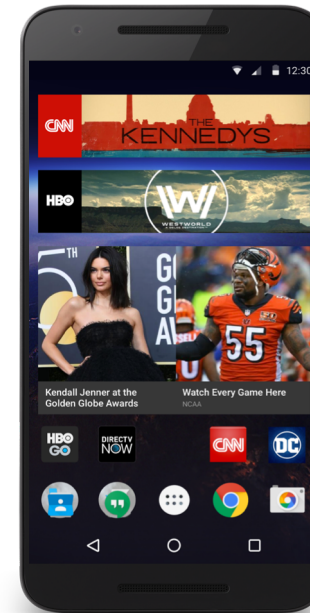 12:30
CNN
THE
KENNEDYS
HBO
WESTWORLD
TH
Kendall Jenner at the
Golden Globe Awards
55
Watch Every Game Here
NCAA
HBO
GO
DIRECTV
NOW
CNN
DC